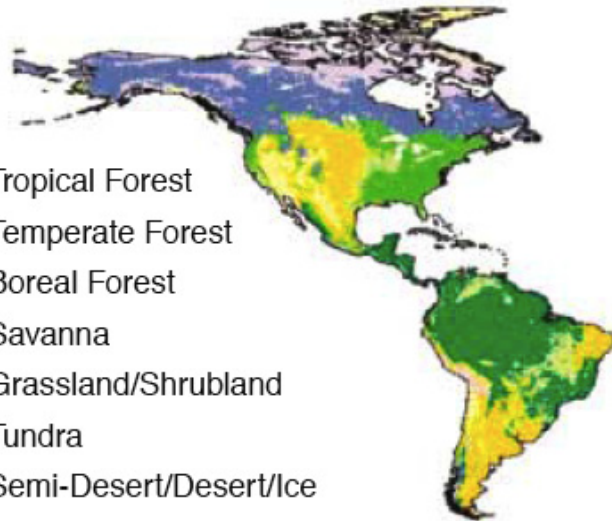 Tropical Forest
Temperate Forest
Boreal Forest
Savanna
Grassland/Shrubland
Tundra
Semi-Desert/Desert/Ice